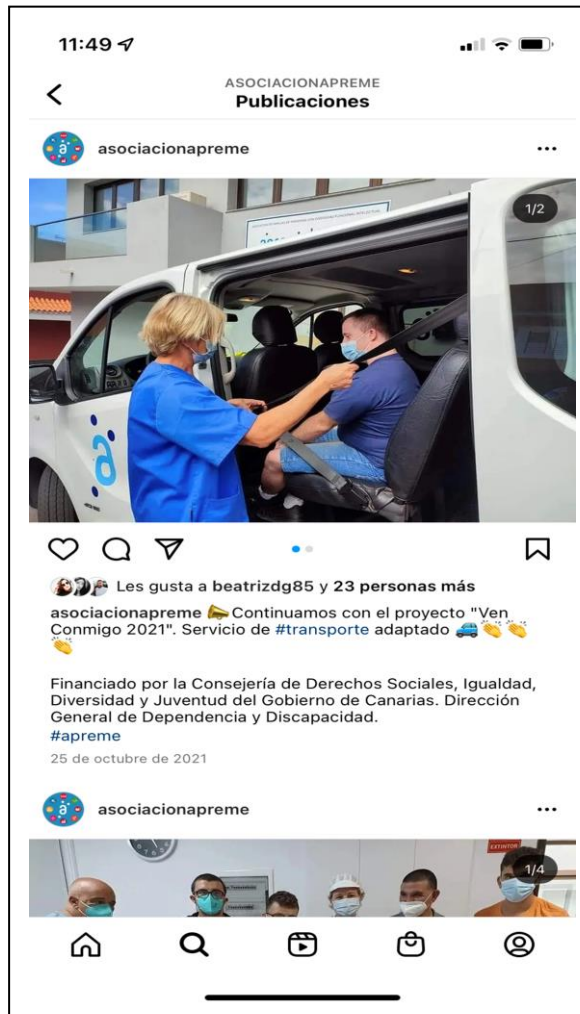 11:49
ASOCIACIONAPREME
Publicaciones
asociacionapreme
1/2
a
Les gusta a beatrizdg85 y 23 personas más
asociacionapreme 📣Continuamos con el proyecto "Ven
Conmigo 2021". Servicio de #transporte adaptado 🚙👏👏
👏
Financiado por la Consejería de Derechos Sociales, Igualdad,
Diversidad y Juventud del Gobierno de Canarias. Dirección
General de Dependencia y Discapacidad.
#apreme
25 de octubre de 2021
asociacionapreme
EXTINTOR
1/4